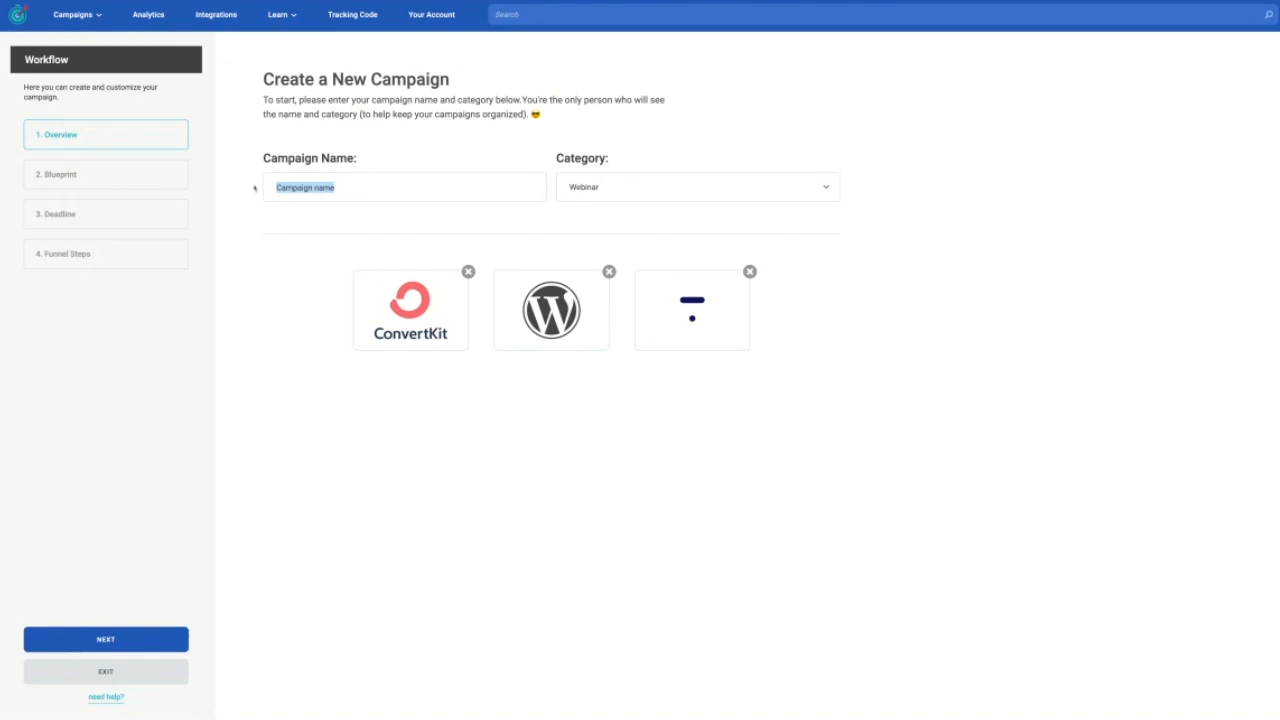 Campaigns
Analytics
Integrations
Learn
Tracking Code
Your Account
Search
Workflow
Here you can create and customize your
campaign.
1. Overview
2. Blueprint
3. Deadline
4. Funnel Steps
NEXT
EXIT
need help?
Create a New Campaign
To start, please enter your campaign name and category below.You're the only person who will see
the name and category (to help keep your campaigns organized). 😎
Campaign Name:
Category:
Campaign name
Webinar
ConvertKit
W